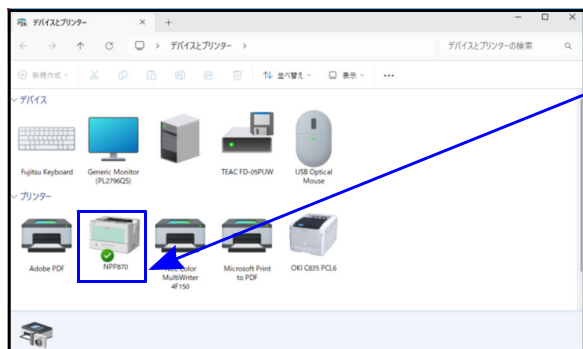 デバイスとプリンター
デバイスとプリンター
デバイスとプリンターの検索
新規作成
並べ替え
表示
デバイス
Fujitsu Keyboard
Generic Monitor
(PL2796QS)
TEAC FD-05PUW
USB Optical
Mouse
プリンター
Adobe PDF
NPP870
Color
MultiWriter
4F150
Microsoft Print
to PDF
OKI C835 PCL6